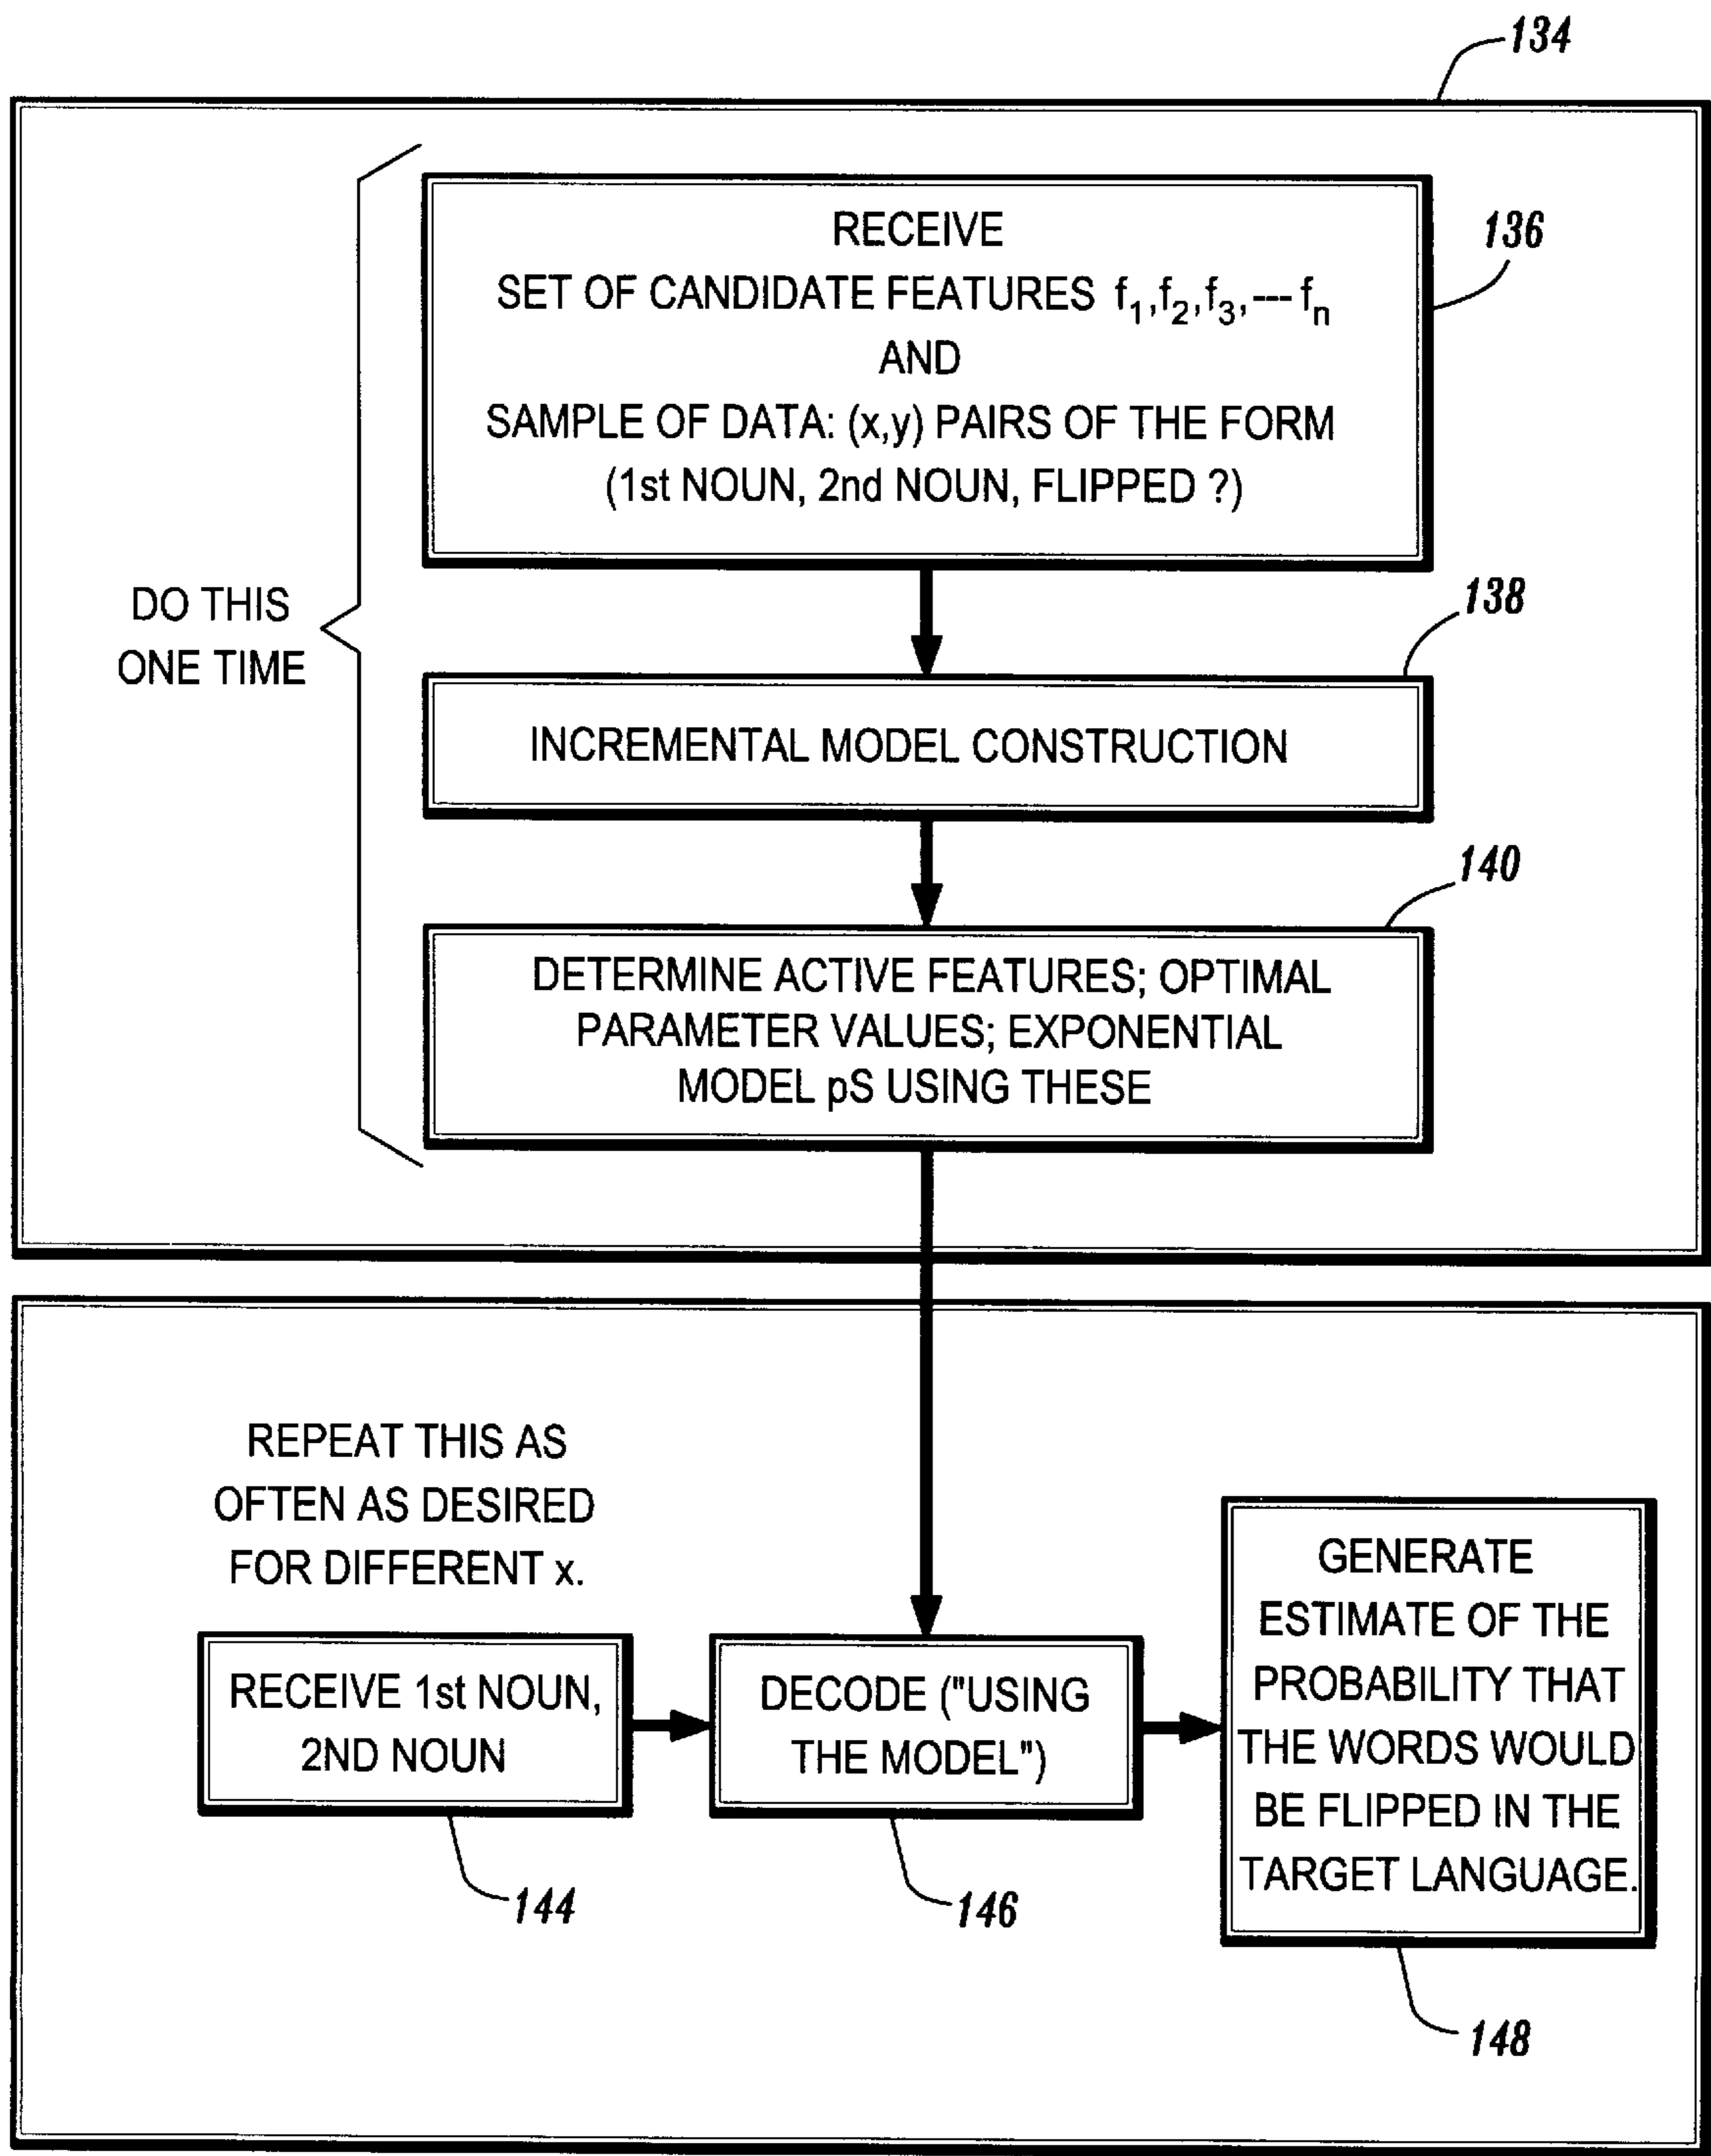 134
RECEIVE
SET OF CANDIDATE FEATURES f1,f2,f3,---fn
AND
SAMPLE OF DATA: (x,y) PAIRS OF THE FORM
(1st NOUN, 2nd NOUN, FLIPPED ?)
136
DO THIS
ONE TIME
138
INCREMENTAL MODEL CONSTRUCTION
140
DETERMINE ACTIVE FEATURES; OPTIMAL
PARAMETER VALUES; EXPONENTIAL
MODEL pS USING THESE
REPEAT THIS AS
OFTEN AS DESIRED
FOR DIFFERENT x.
RECEIVE 1st NOUN,
2ND NOUN
144
DECODE ("USING
THE MODEL")
146
GENERATE
ESTIMATE OF THE
PROBABILITY THAT
THE WORDS WOULD
BE FLIPPED IN THE
TARGET LANGUAGE.
148